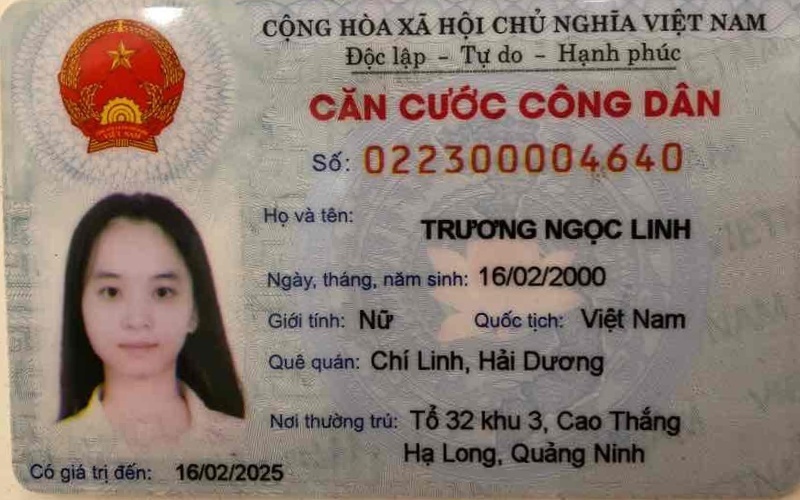 CỘNG HÒA XÃ HỘI CHỦ NGHĨA VIỆT NAM
Độc lập - Tự do - Hạnh phúc
CĂN CƯỚC CÔNG DÂN
Số: 022300004640
Họ và tên: TRƯƠNG NGỌC LINH
Ngày, tháng, năm sinh: 16/02/2000
Giới tính: Nữ Quốc tịch: Việt Nam
Quê quán: Chí Linh, Hải Dương
Nơi thường trú: Tổ 32 khu 3, Cao Thắng
Hạ Long, Quảng Ninh
Có giá trị đến: 16/02/2025